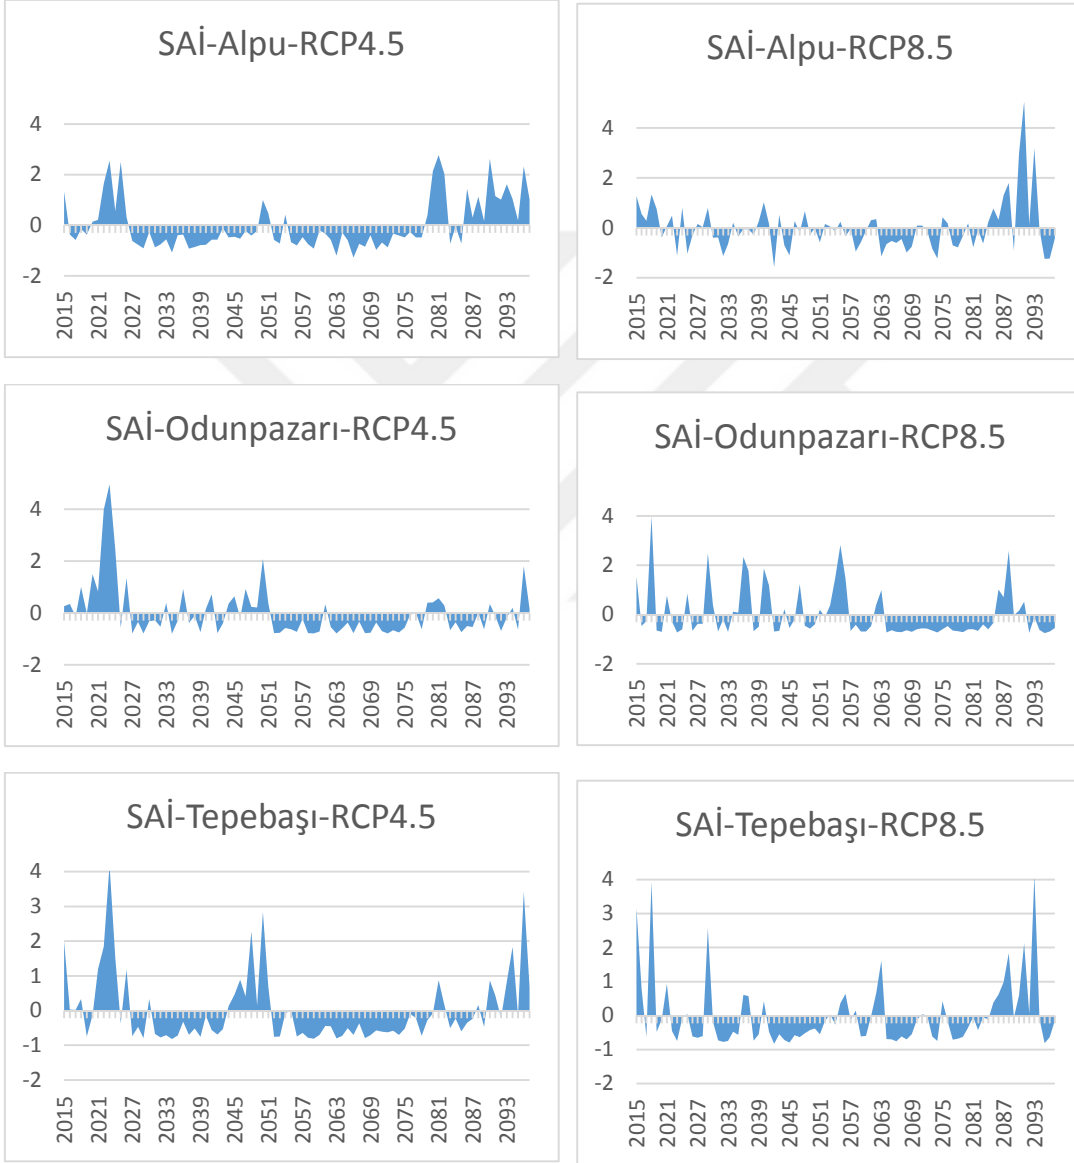 SAİ-Alpu-RCP4.5
4
2
0
-2
2015 2021 2027 2033 2039 2045 2051 2057 2063 2069 2075 2081 2087 2093
SAİ-Alpu-RCP8.5
4
2
0
-2
2015 2021 2027 2033 2039 2045 2051 2057 2063 2069 2075 2081 2087 2093
SAİ-Odunpazarı-RCP4.5
4
2
0
-2
2015 2021 2027 2033 2039 2045 2051 2057 2063 2069 2075 2081 2087 2093
SAİ-Odunpazarı-RCP8.5
4
2
0
-2
2015 2021 2027 2033 2039 2045 2051 2057 2063 2069 2075 2081 2087 2093
SAİ-Tepebaşı-RCP4.5
4
3
2
1
0
-1
-2
2015 2021 2027 2033 2039 2045 2051 2057 2063 2069 2075 2081 2087 2093
SAİ-Tepebaşı-RCP8.5
4
3
2
1
0
-1
-2
2015 2021 2027 2033 2039 2045 2051 2057 2063 2069 2075 2081 2087 2093